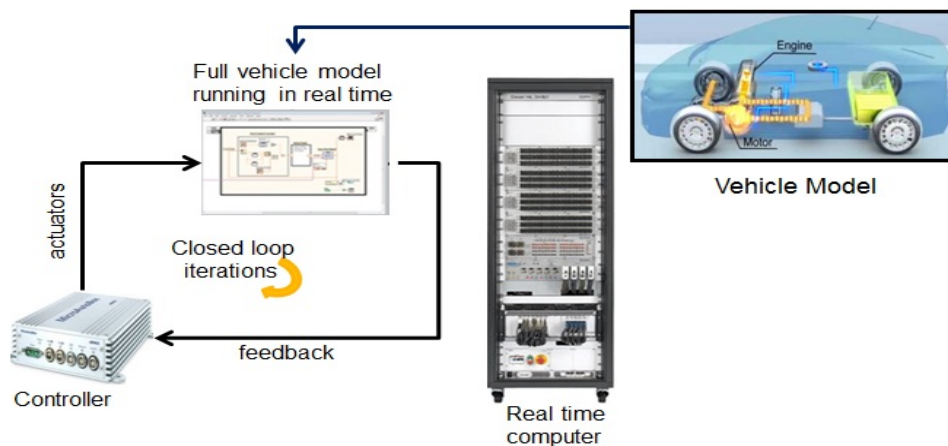 Full vehicle model
running in real time
Engine
Motor
Vehicle Model
actuators
Closed loop
iterations
MicroAutoBox
feedback
Controller
Real time
computer